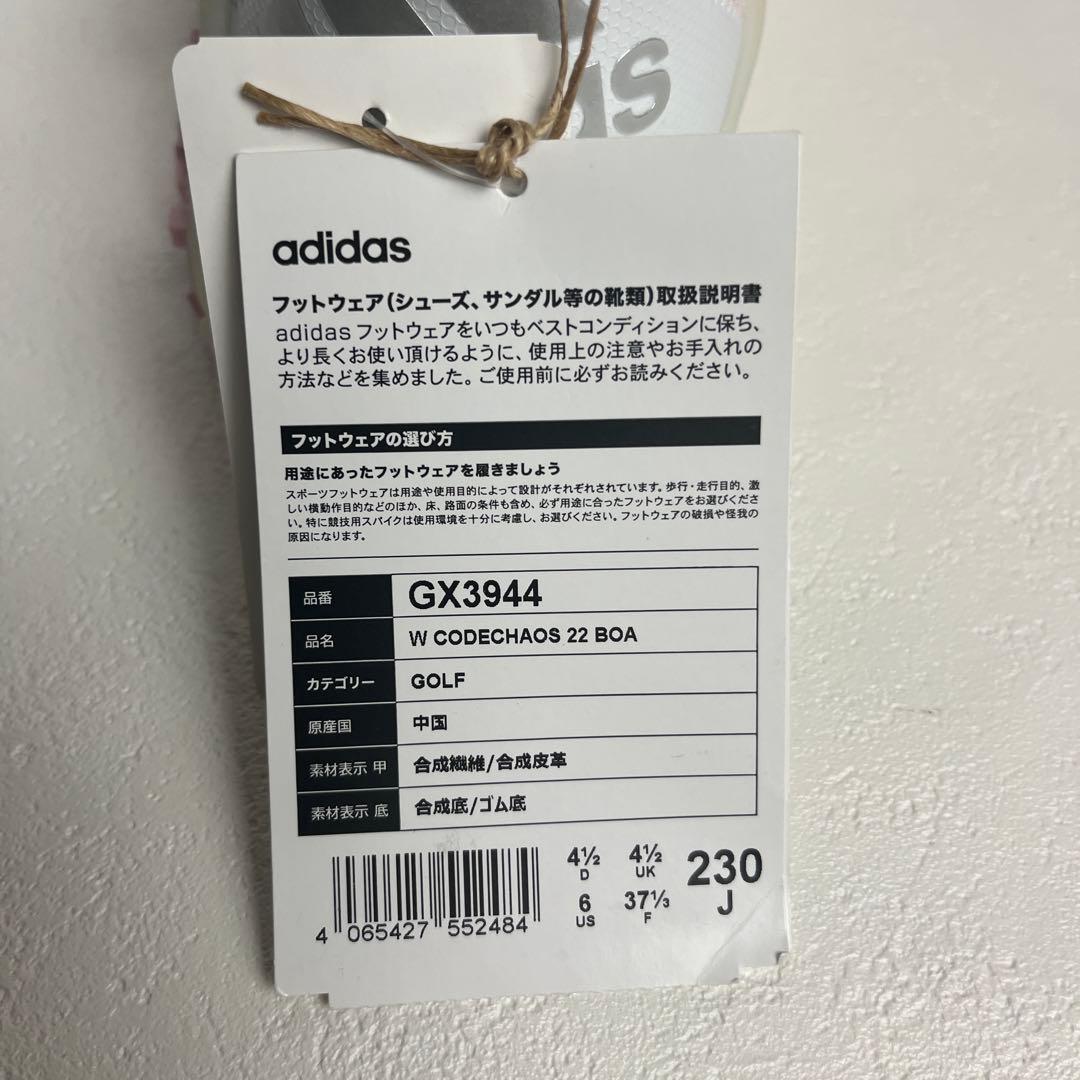 as
adidas
フットウェア(シューズ、サンダル等の靴類)取扱説明書
adidas フットウェアをいつもベストコンディションに保ち、
より長くお使い頂けるように、使用上の注意やお手入れの
方法などを集めました。ご使用前に必ずお読みください。
フットウェアの選び方
用途にあったフットウェアを履きましょう
スポーツフットウェアは用途や使用目的によって設計がそれぞれされています。歩行・走行目的、激
しい横動作目的などのほか、床、路面の条件も含め、必ず用途に合ったフットウェアをお選びくださ
い。特に競技用スパイクは使用環境を十分に考慮し、お選びください。フットウェアの破損や怪我の
原因になります。
品番 GX3944
品名 W CODECHAOS 22 BOA
カテゴリー GOLF
原産国 中国
素材表示 甲 合成繊維/合成皮革
素材表示 底 合成底/ゴム底
4½ 4½ 230
D UK J
6 37⅓
US F
4 065427 552484